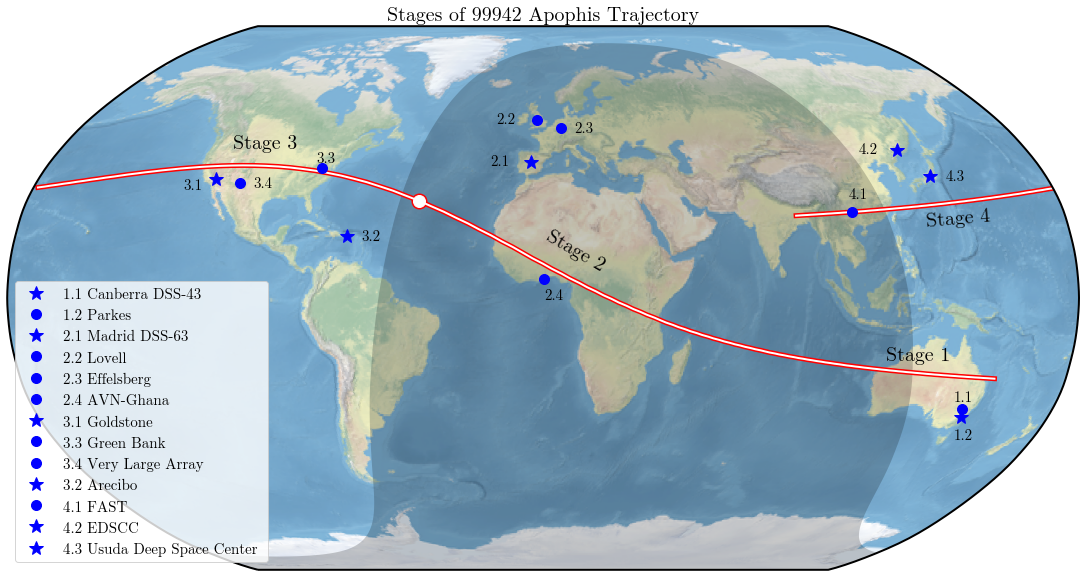 Stages of 99942 Apophis Trajectory
2.2
2.3
Stage 3
4.2
3.3
2.1
3.1
3.4
4.3
4.1
Stage 4
3.2
Stage 2
1.1 Canberra DSS-43
2.4
1.2 Parkes
2.1 Madrid DSS-63
2.2 Lovell
Stage 1
2.3 Effelsberg
2.4 AVN-Ghana
1.1
3.1 Goldstone
1.2
3.3 Green Bank
3.4 Very Large Array
3.2 Arecibo
4.1 FAST
4.2 EDSCC
4.3 Usuda Deep Space Center